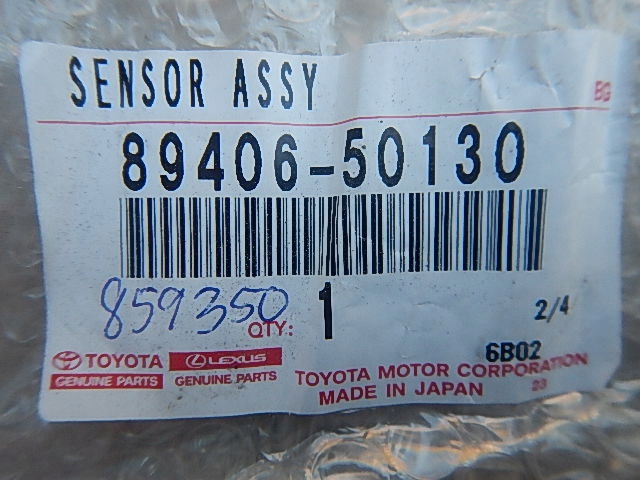 SENSOR ASSY
BG
89406-50130
859350 QTY: 1 2/4
6B02
TOYOTA LEXUS
GENUINE PARTS GENUINE PARTS
TOYOTA MOTOR CORPORATION
MADE IN JAPAN 23